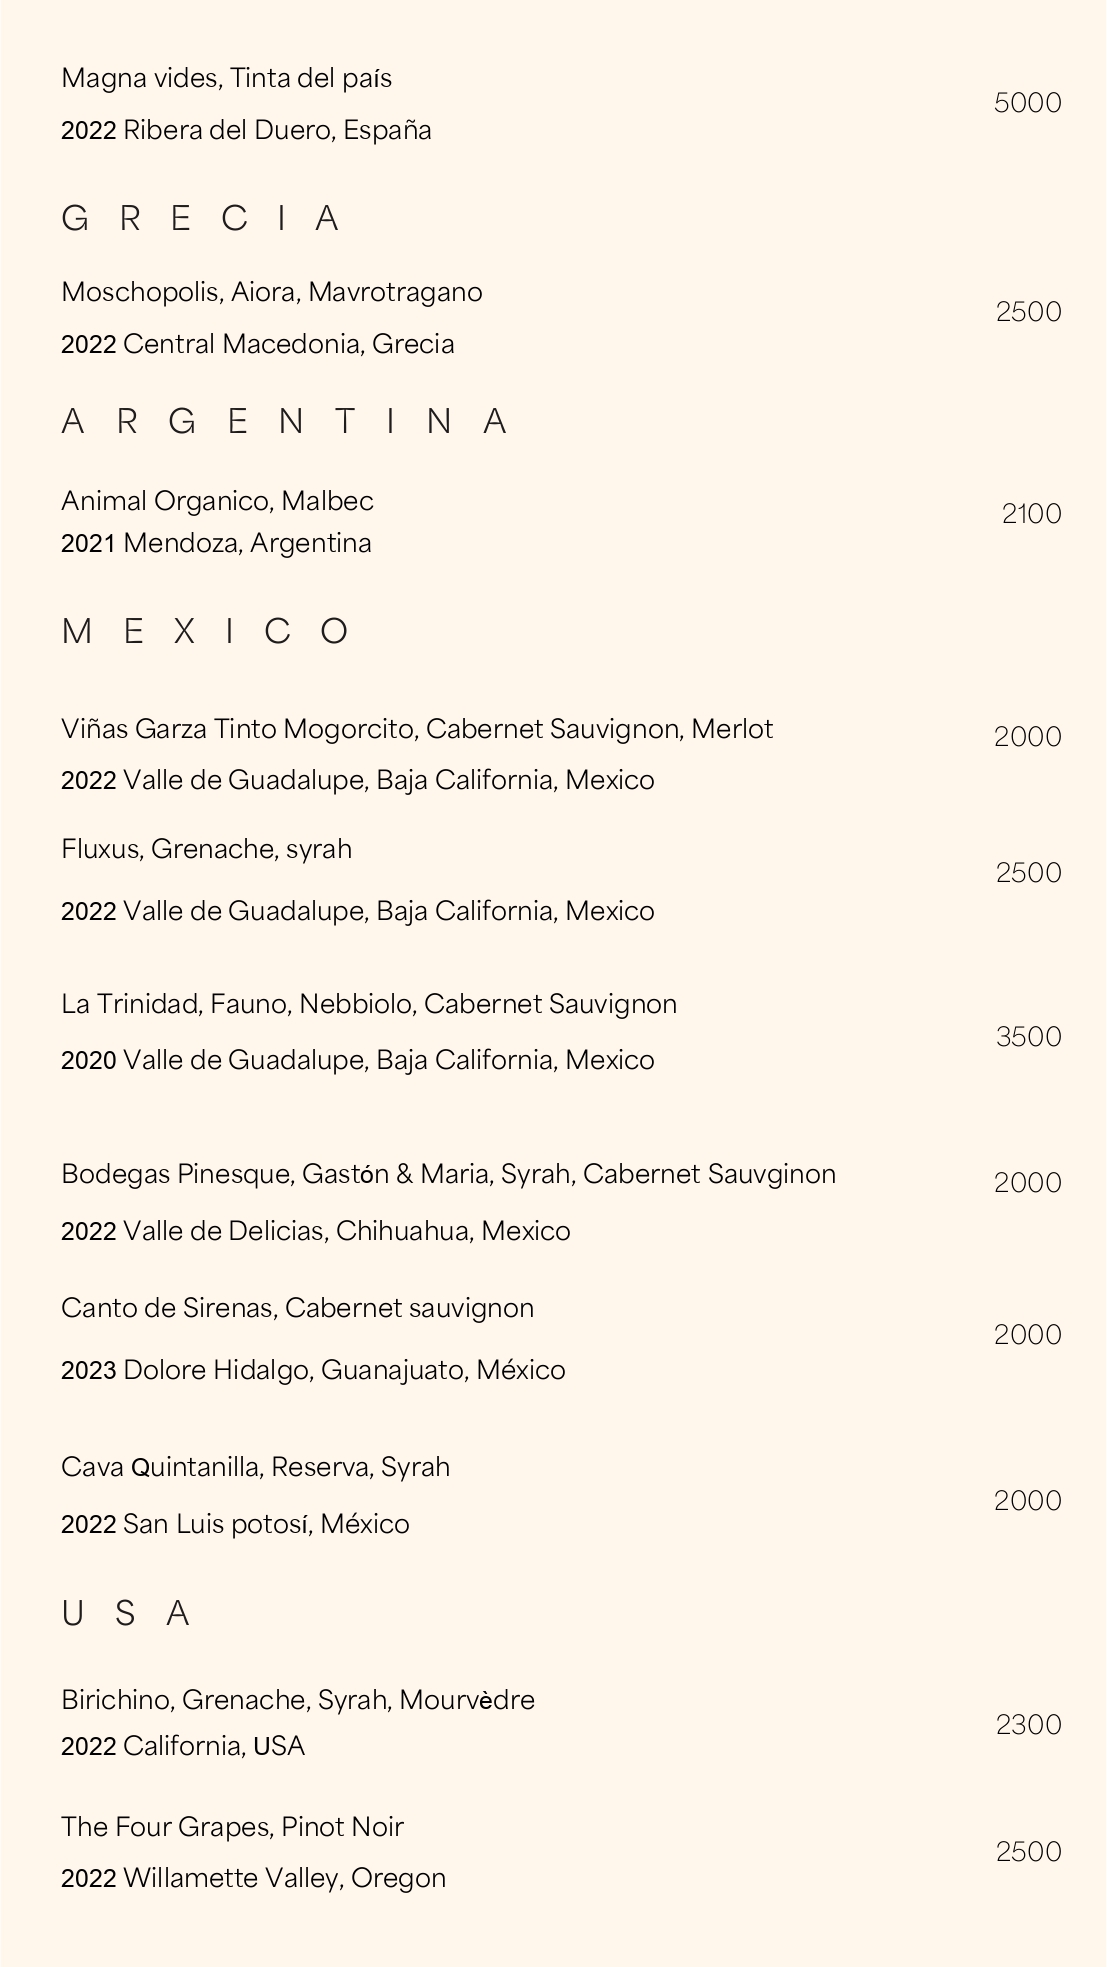 Magna vides, Tinta del país
5000
2022 Ribera del Duero, España
G R E C I A
Moschopolis, Aiora, Mavrotragano
2500
2022 Central Macedonia, Grecia
A R G E N T I N A
Animal Organico, Malbec
2100
2021 Mendoza, Argentina
M E X I C O
Viñas Garza Tinto Mogorcito, Cabernet Sauvignon, Merlot
2000
2022 Valle de Guadalupe, Baja California, Mexico
Fluxus, Grenache, syrah
2500
2022 Valle de Guadalupe, Baja California, Mexico
La Trinidad, Fauno, Nebbiolo, Cabernet Sauvignon
3500
2020 Valle de Guadalupe, Baja California, Mexico
Bodegas Pinesque, Gastón & Maria, Syrah, Cabernet Sauvginon
2000
2022 Valle de Delicias, Chihuahua, Mexico
Canto de Sirenas, Cabernet sauvignon
2000
2023 Dolore Hidalgo, Guanajuato, México
Cava Quintanilla, Reserva, Syrah
2000
2022 San Luis potosí, México
U S A
Birichino, Grenache, Syrah, Mourvèdre
2300
2022 California, USA
The Four Grapes, Pinot Noir
2500
2022 Willamette Valley, Oregon